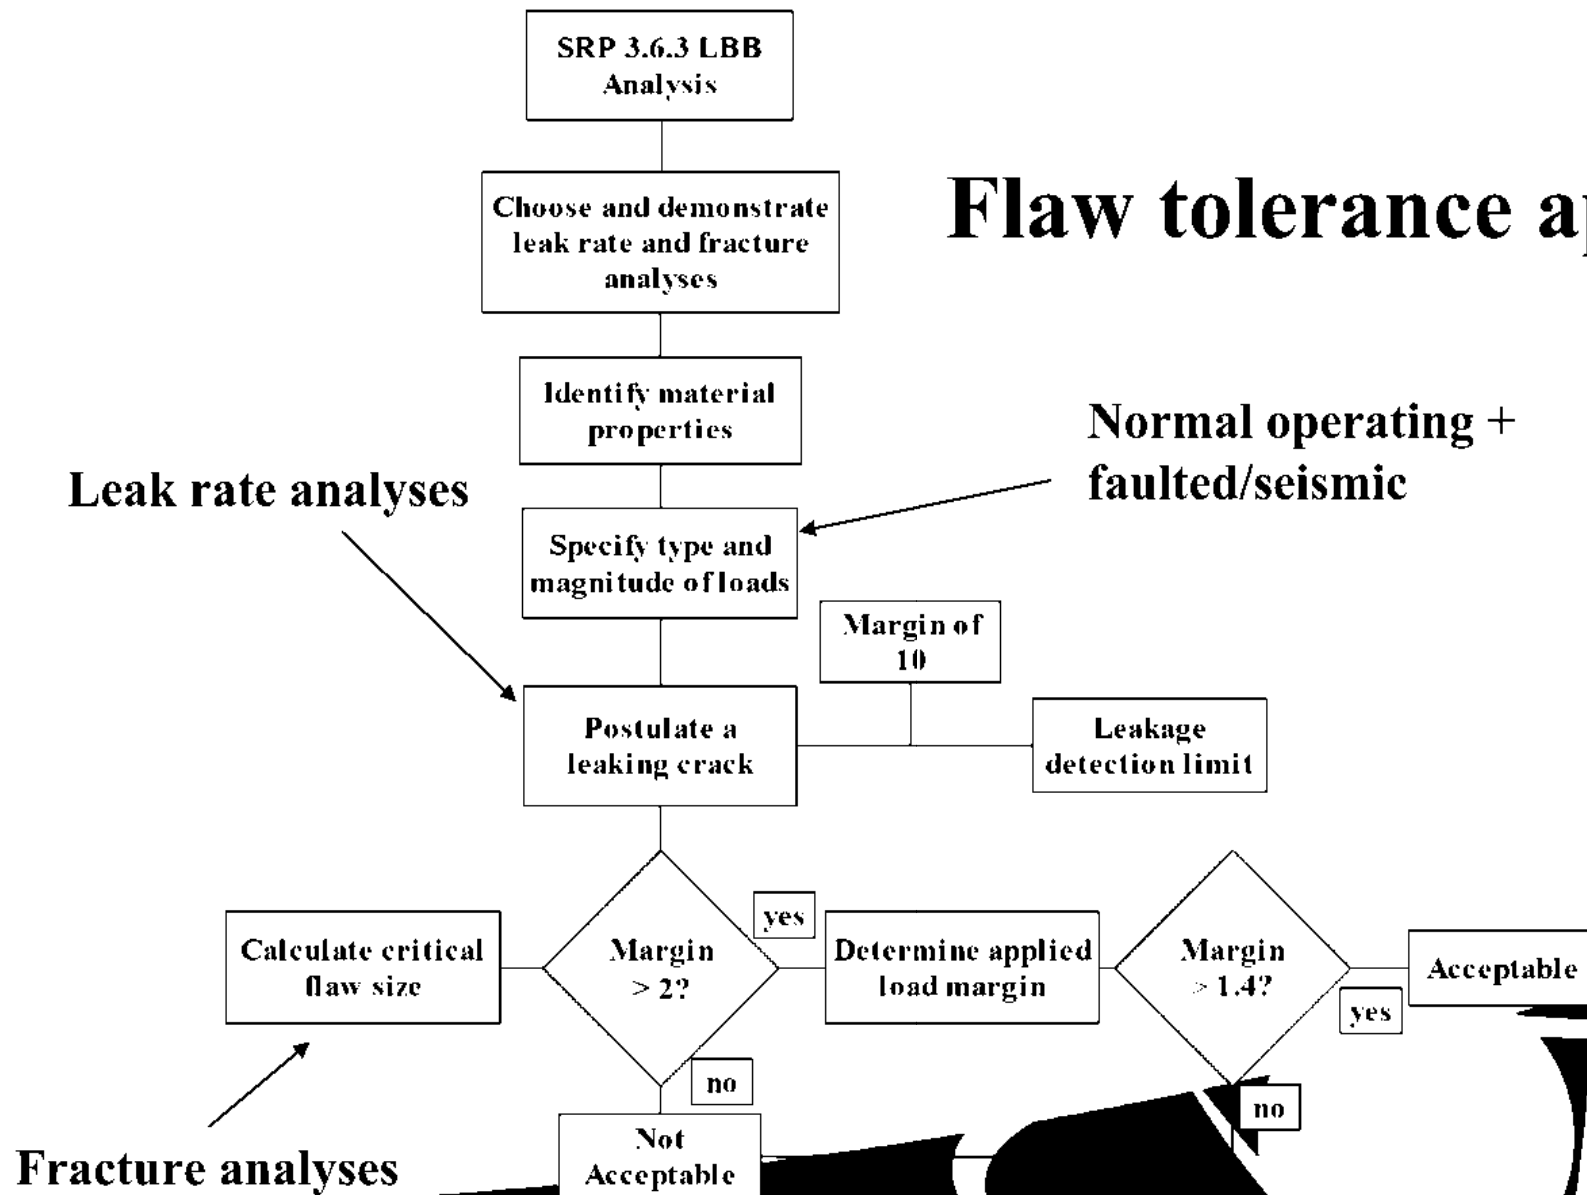 SRP 3.6.3 LBB
Analysis
Choose and demonstrate
leak rate and fracture
analyses
Flaw tolerance ap
Identify material
properties
Normal operating +
faulted/seismic
Leak rate analyses
Specify type and
magnitude of loads
Margin of
10
Postulate a
leaking crack
Leakage
detection limit
Calculate critical
flaw size
Margin
> 2?
yes
Determine applied
load margin
Margin
> 1.4?
yes
Acceptable
no
no
Not
Acceptable
Fracture analyses